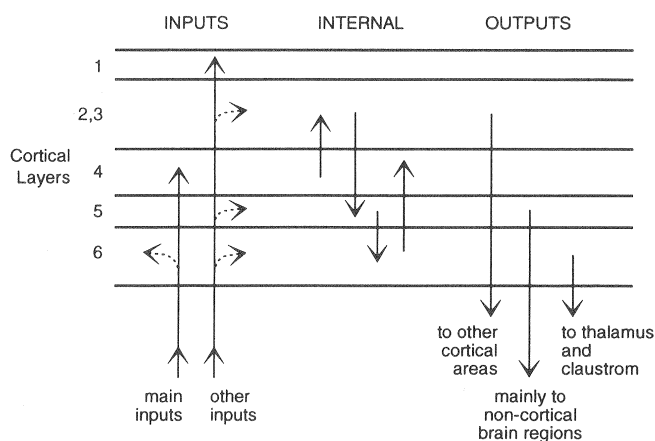 INPUTS INTERNAL OUTPUTS
1
2,3
Cortical
Layers
4
5
6
to other
cortical
areas
to thalamus
and
claustrom
main
inputs
other
inputs
mainly to
non-cortical
brain regions